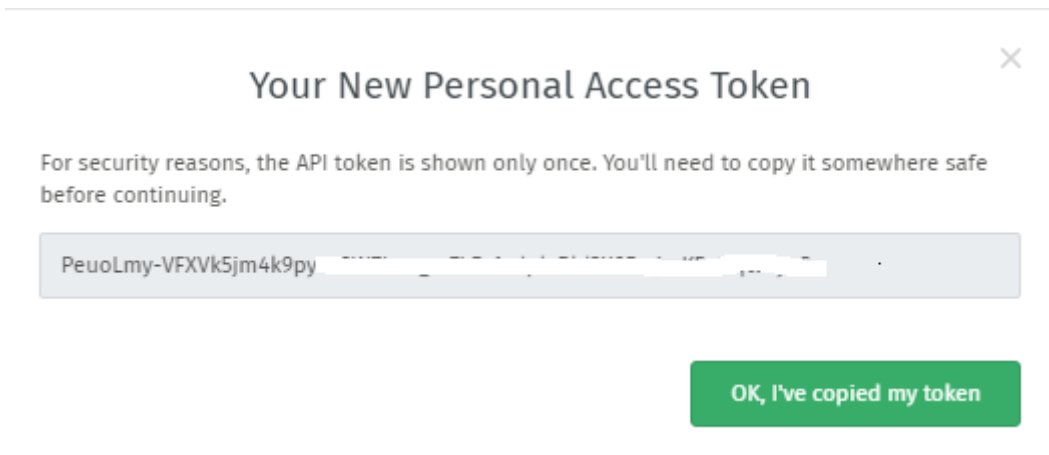 Your New Personal Access Token
For security reasons, the API token is shown only once. You'll need to copy it somewhere safe
before continuing.
PeuoLmy-VFXVk5jm4k9py
OK, I've copied my token